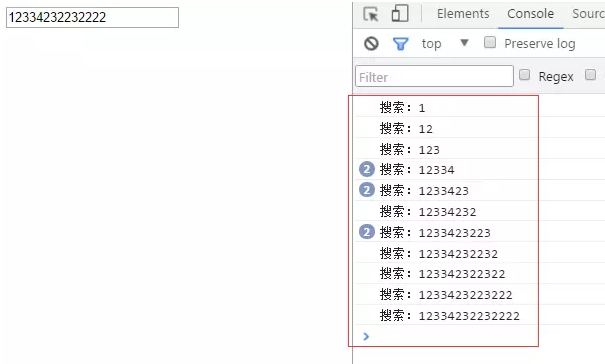 12334232232222
Elements Console Sourc
top Preserve log
Filter Regex
搜索: 1
搜索: 12
搜索: 123
2 搜索: 12334
2 搜索: 1233423
搜索: 12334232
2 搜索: 1233423223
搜索: 12334232232
搜索: 123342322322
搜索: 1233423223222
搜索: 12334232232222
>